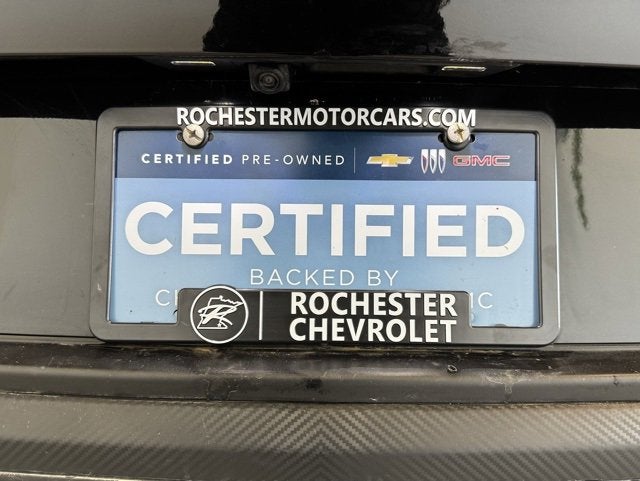 ROCHESTERMOTORCARS.COM
CERTIFIED PRE-OWNED GMC
CERTIFIED
BACKED BY
ROCHESTER
CHEVROLET